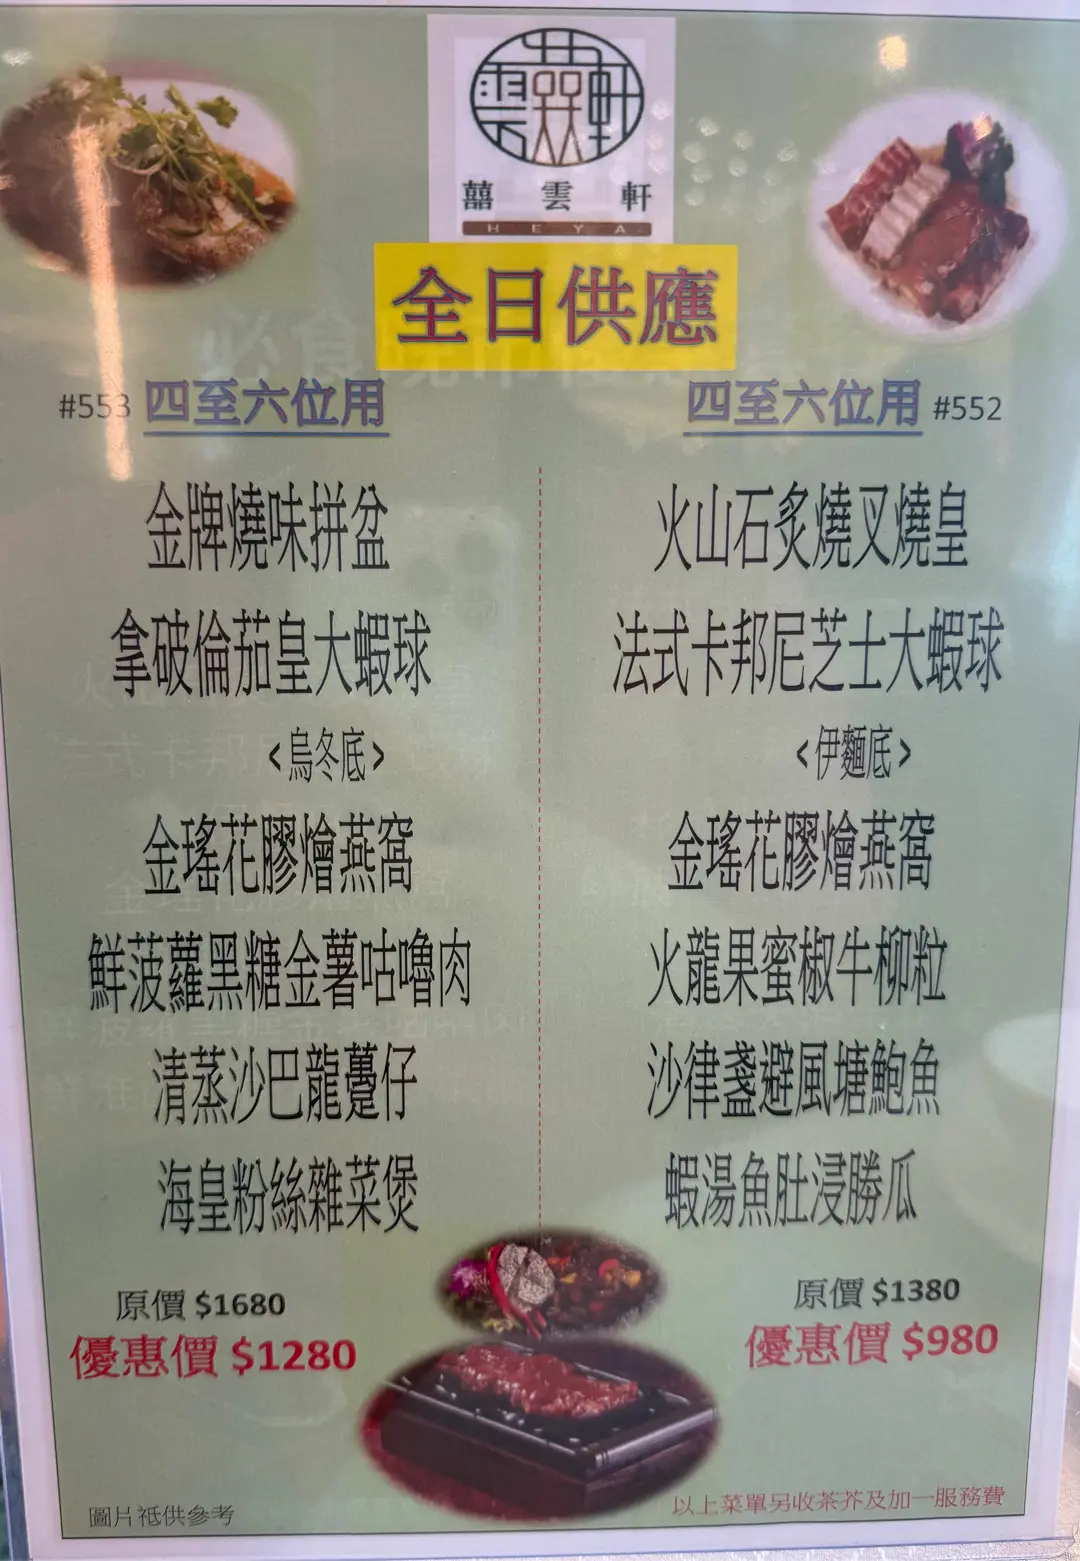 囍雲軒
HEYA
全日供應
#553 四至六位用
金牌燒味拼盆
拿破倫茄皇大蝦球
<烏冬底>
金瑤花膠燴燕窩
鮮菠蘿黑糖金薯咕嚕肉
清蒸沙巴龍躉仔
海皇粉絲雜菜煲
原價 $1680
優惠價 $1280
四至六位用 #552
火山石炙燒叉燒皇
法式卡邦尼芝士大蝦球
<伊麵底>
金瑤花膠燴燕窩
火龍果蜜椒牛柳粒
沙律盞避風塘鮑魚
蝦湯魚肚浸勝瓜
原價 $1380
優惠價 $980
圖片祗供參考
以上菜單另收茶芥及加一服務費